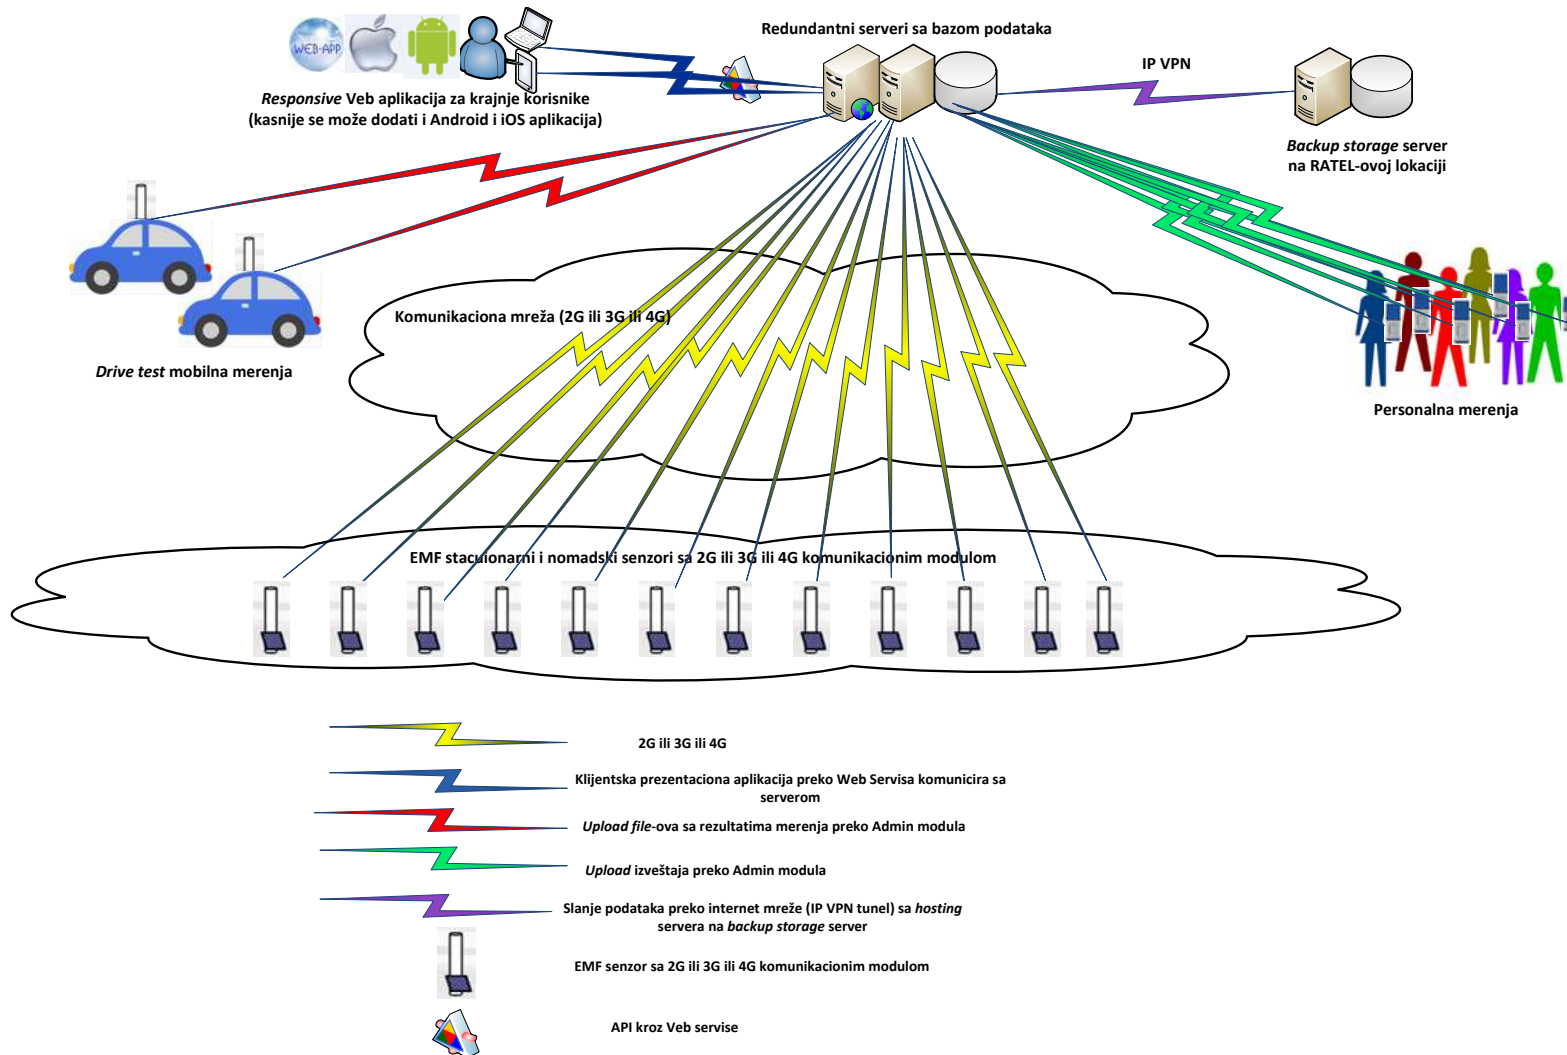 WEB-APP
Redundantni serveri sa bazom podataka
IP VPN
Responsive Veb aplikacija za krajnje korisnike
(kasnije se može dodati i Android i iOS aplikacija)
Backup storage server
na RATEL-ovoj lokaciji
Komunikaciona mreža (2G ili 3G ili 4G)
Drive test mobilna merenja
Personalna merenja
EMF stacuionarni i nomadski senzori sa 2G ili 3G ili 4G komunikacionim modulom
2G ili 3G ili 4G
Klijentska prezentaciona aplikacija preko Web Servisa komunicira sa
serverom
Upload file-ova sa rezultatima merenja preko Admin modula
Upload izveštaja preko Admin modula
Slanje podataka preko internet mreže (IP VPN tunel) sa hosting
servera na backup storage server
EMF senzor sa 2G ili 3G ili 4G komunikacionim modulom
API kroz Veb servise